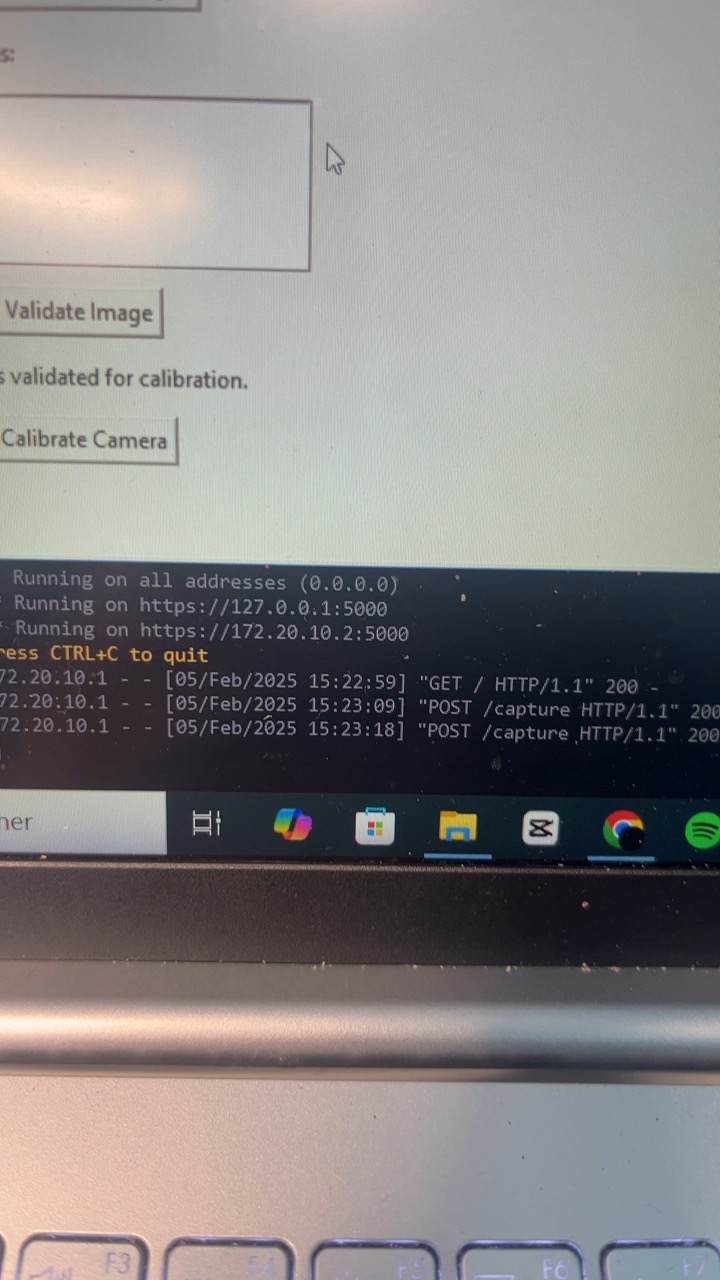 s:
Validate Image
s validated for calibration.
Calibrate Camera
Running on all addresses (0.0.0.0)
* Running on https://127.0.0.1:5000
* Running on https://172.20.10.2:5000
ress CTRL+C to quit
72.20.10.1 - - [05/Feb/2025 15:22:59] "GET / HTTP/1.1" 200 -
72.20.10.1 - - [05/Feb/2025 15:23:09] "POST /capture HTTP/1.1" 200
72.20.10.1 - - [05/Feb/2025 15:23:18] "POST /capture HTTP/1.1" 200
her
F3 F4 F5 F6 F7